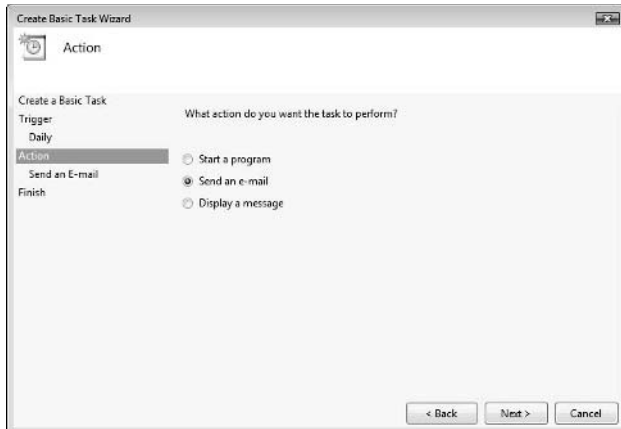 Create Basic Task Wizard
Action
Create a Basic Task
Trigger
Daily
Action
Send an E-mail
Finish
What action do you want the task to perform?
Start a program
Send an e-mail
Display a message
< Back
Next >
Cancel